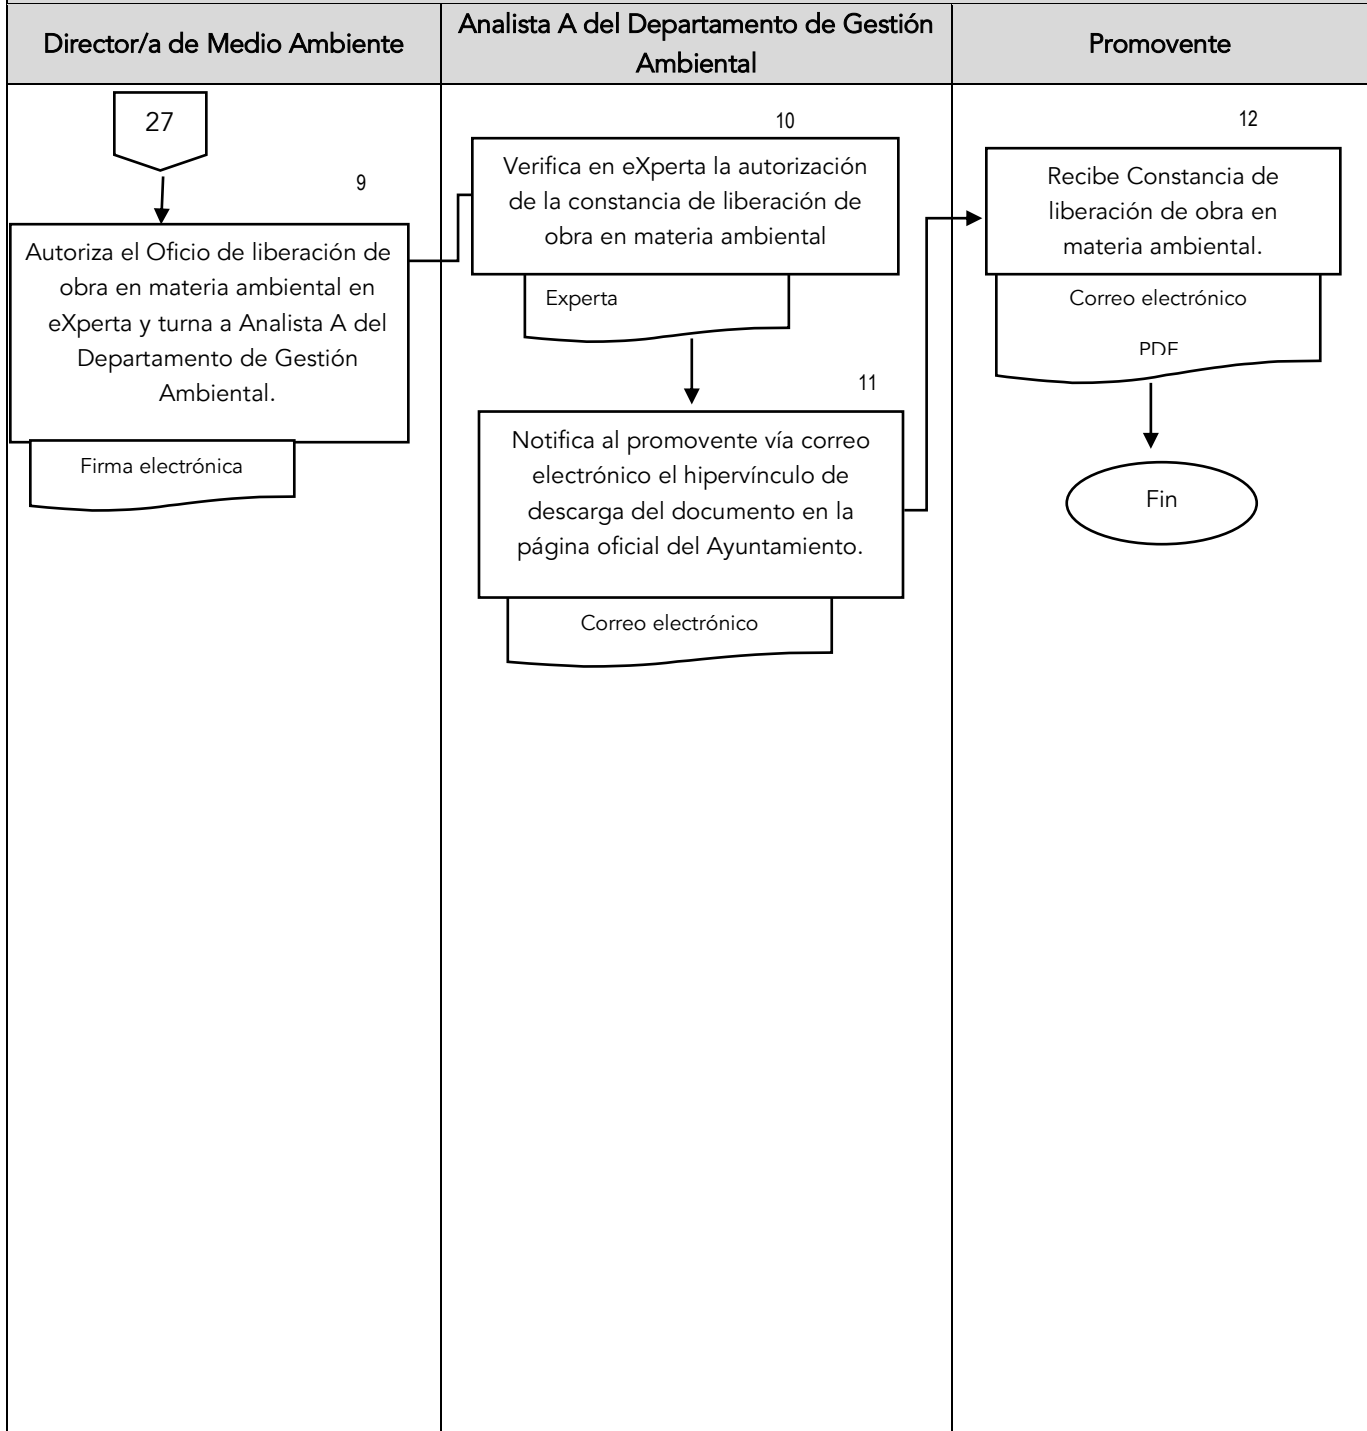 Director/a de Medio Ambiente
Analista A del Departamento de Gestión
Ambiental
Promovente
27
9
Autoriza el Oficio de liberación de
obra en materia ambiental en
eXperta y turna a Analista A del
Departamento de Gestión
Ambiental.
Firma electrónica
10
Verifica en eXperta la autorización
de la constancia de liberación de
obra en materia ambiental
Experta
11
Notifica al promovente vía correo
electrónico el hipervínculo de
descarga del documento en la
página oficial del Ayuntamiento.
Correo electrónico
12
Recibe Constancia de
liberación de obra en
materia ambiental.
Correo electrónico
PDF
Fin